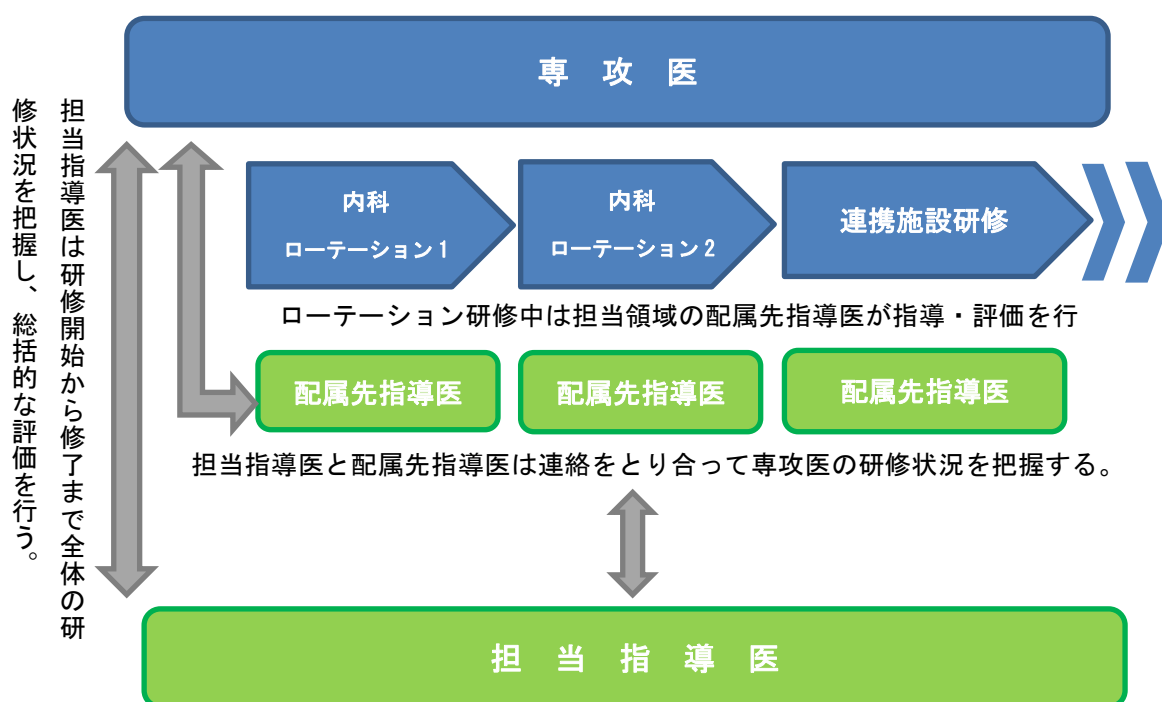 専攻医
担当指導医は研修開始から修了まで全体の研
修状況を把握し、総括的な評価を行う。
内科
ローテーション1
内科
ローテーション2
連携施設研修
ローテーション研修中は担当領域の配属先指導医が指導・評価を行
配属先指導医
配属先指導医
配属先指導医
担当指導医と配属先指導医は連絡をとり合って専攻医の研修状況を把握する。
担当指導医